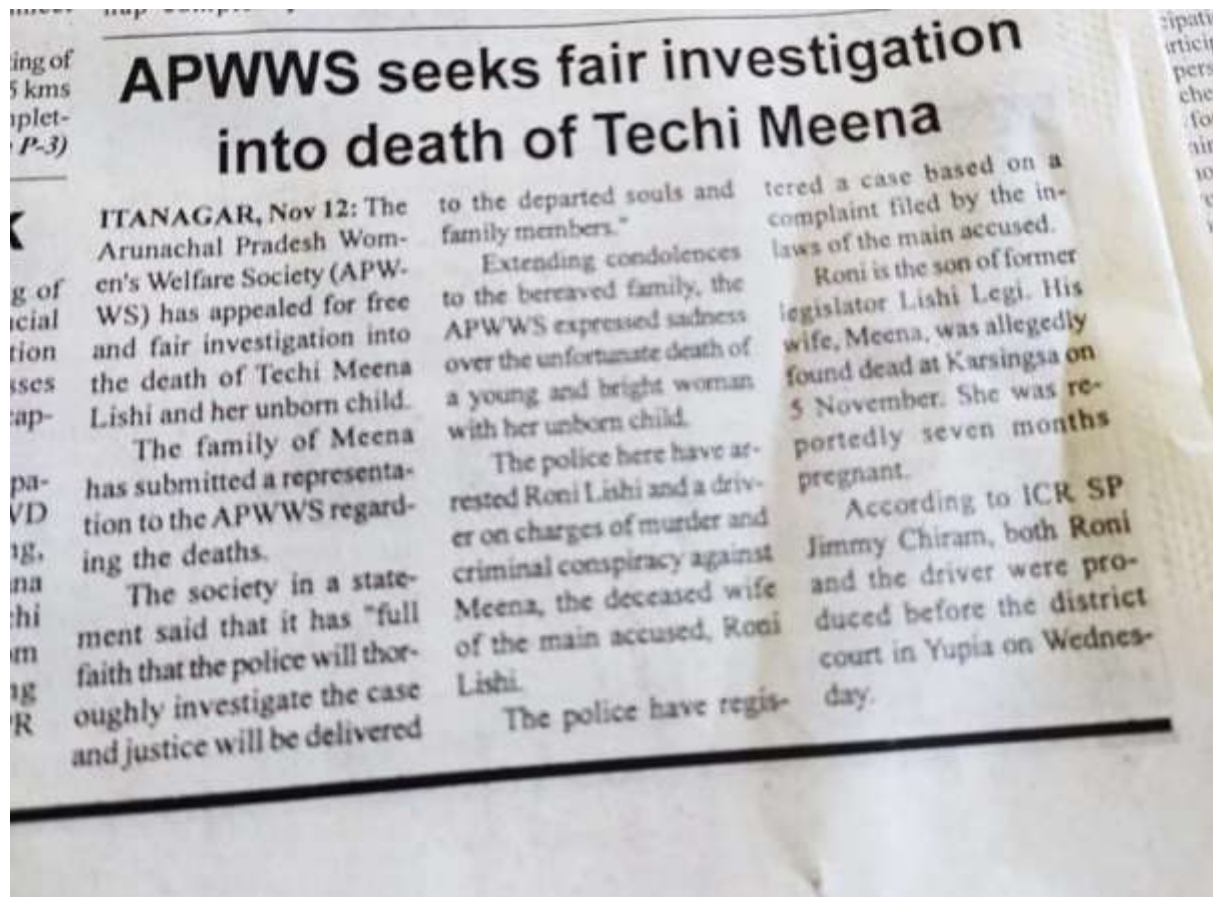 APWWS seeks fair investigation
into death of Techi Meena
ITANAGAR, Nov 12: The
Arunachal Pradesh Wom-
en's Welfare Society (APW-
WS) has appealed for free
and fair investigation into
the death of Techi Meena
Lishi and her unborn child.
The family of Meena
has submitted a representa-
tion to the APWWS regard-
ing the deaths.
The society in a state-
ment said that it has "full
faith that the police will thor-
oughly investigate the case
and justice will be delivered
to the departed souls and
family members."
Extending condolences
to the bereaved family, the
APWWS expressed sadness
over the unfortunate death of
a young and bright woman
with her unborn child.
The police here have ar-
rested Roni Lishi and a driv-
er on charges of murder and
criminal conspiracy against
Meena, the deceased wife
of the main accused, Roni
Lishi.
The police have regis-
tered a case based on a
complaint filed by the in-
laws of the main accused.
Roni is the son of former
legislator Lishi Legi. His
wife, Meena, was allegedly
found dead at Karsingsa on
5 November. She was re-
portedly seven months
pregnant.
According to ICR SP
Jimmy Chiram, both Roni
and the driver were pro-
duced before the district
court in Yupia on Wednes-
day.
ing of
5 kms
P-3)
g of